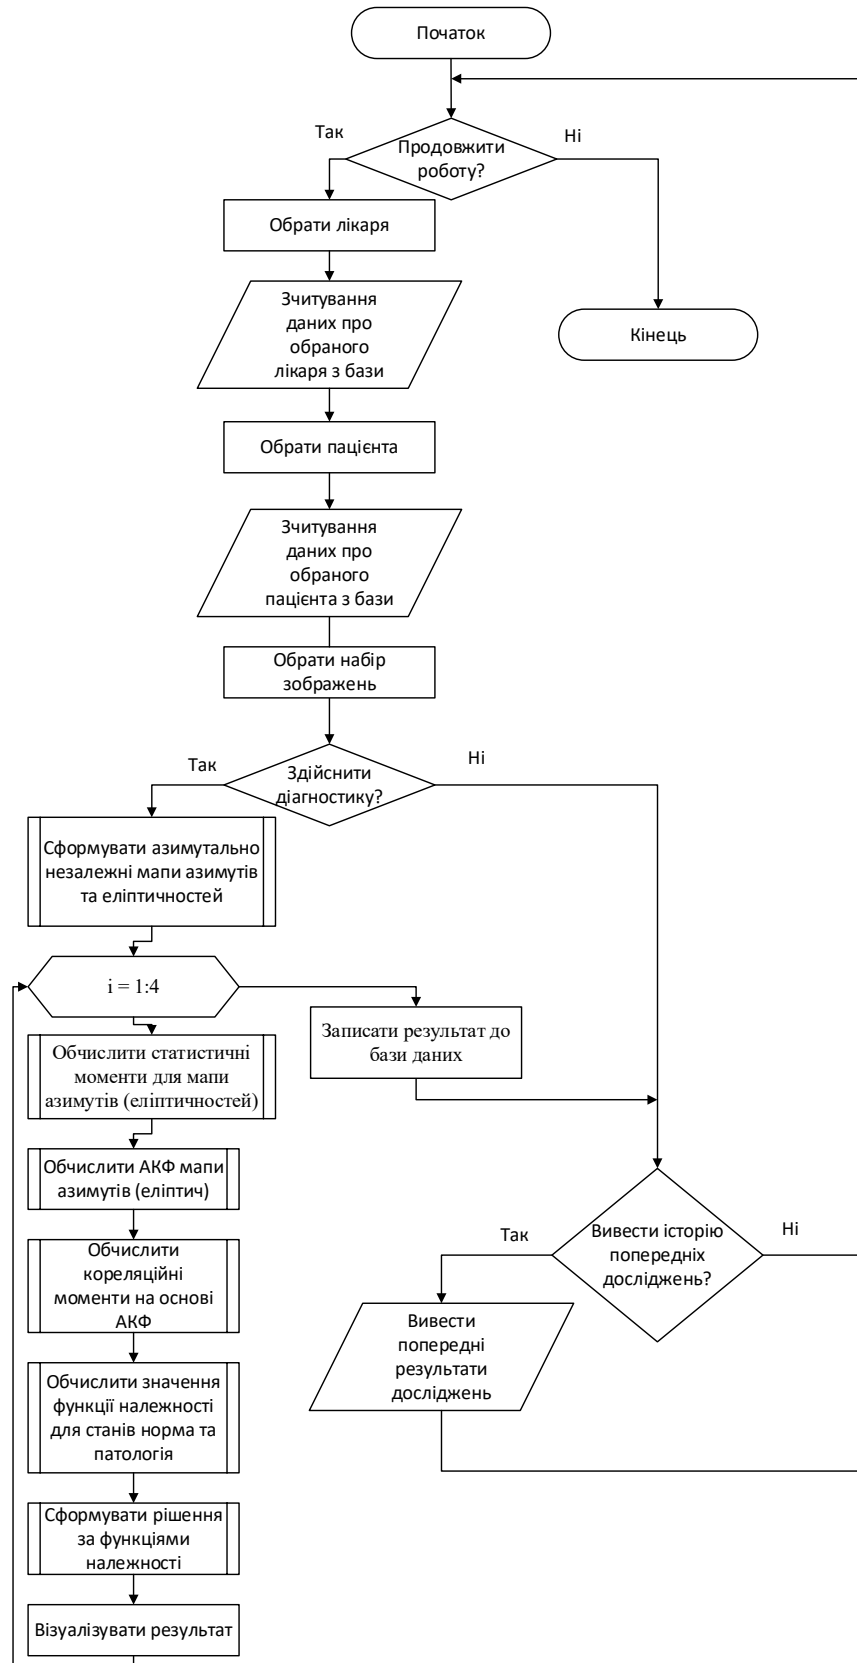 Початок
Так
Ні
Продовжити
роботу?
Обрати лікаря
Зчитування
даних про
обраного
лікаря з бази
Кінець
Обрати пацієнта
Зчитування
даних про
обраного
пацієнта з бази
Обрати набір
зображень
Так
Ні
Здійснити
діагностику?
Сформувати азимутально
незалежні мапи азимутів
та еліптичностей
i = 1:4
Записати результат до
бази даних
Обчислити статистичні
моменти для мапи
азимутів (еліптичностей)
Обчислити АКФ мапи
азимутів (еліптич)
Так
Вивести історію
попередніх
досліджень?
Ні
Обчислити
кореляційні
моменти на основі
АКФ
Вивести
попередні
результати
досліджень
Обчислити значення
функції належності
для станів норма та
патологія
Сформувати рішення
за функціями
належності
Візуалізувати результат